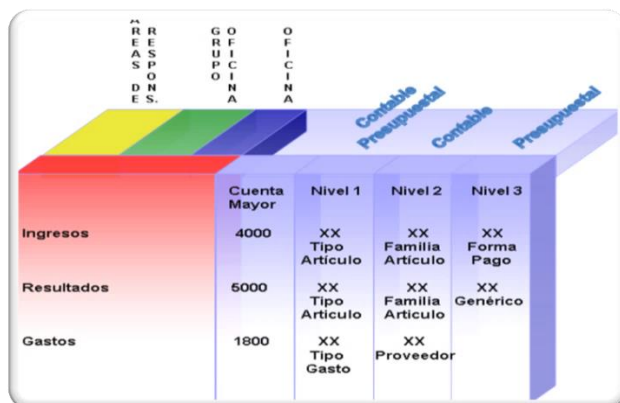 ÁREAS DE
RESPONS.
GRUPO
OFICINA
OFICINA
Contable
Presupuestal
Contable
Presupuestal
Cuenta
Mayor
Nivel 1
Nivel 2
Nivel 3
Ingresos
4000
XX
Tipo
Artículo
XX
Familia
Artículo
XX
Forma
Pago
Resultados
5000
XX
Tipo
Articulo
XX
Familia
Articulo
XX
Genérico
Gastos
1800
XX
Tipo
Gasto
XX
Proveedor